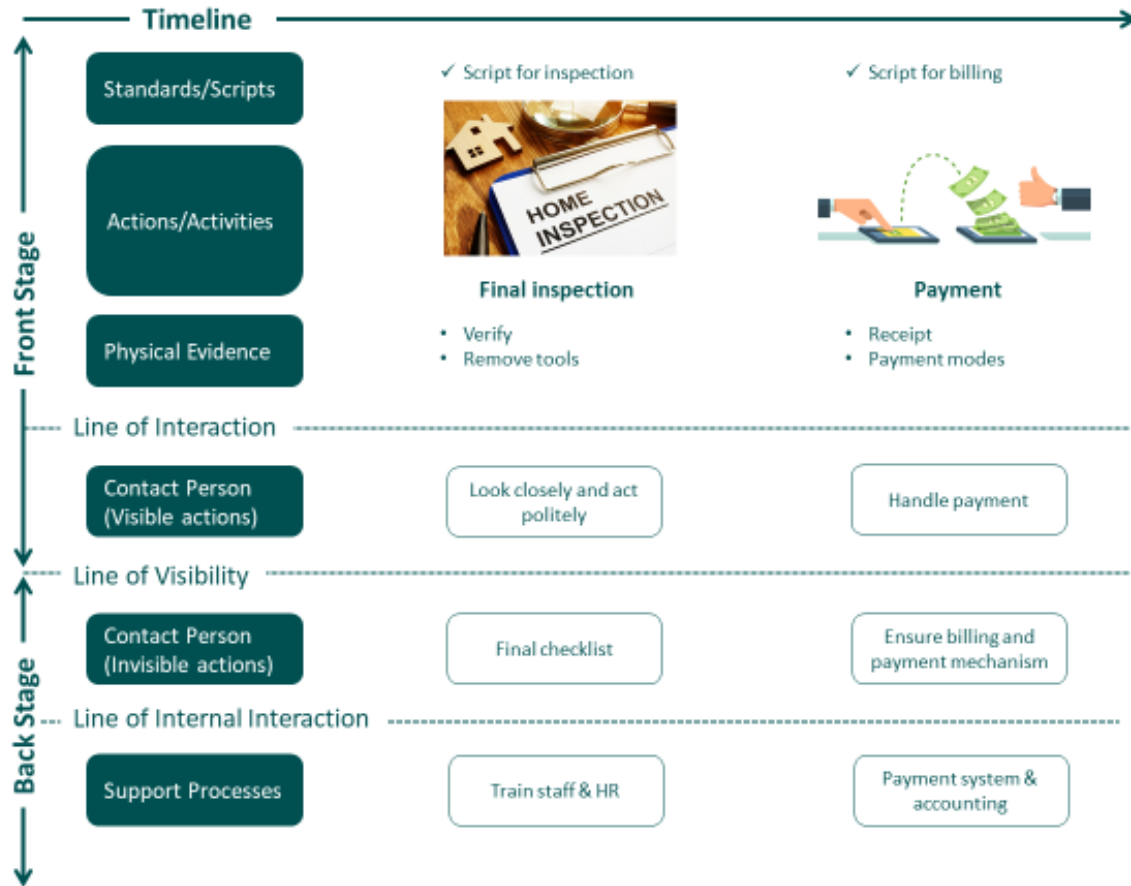 Timeline
Standards/Scripts
✓ Script for inspection
✓ Script for billing
Actions/Activities
HOME
INSPECTION
Final inspection
Payment
Physical Evidence
• Verify
• Remove tools
• Receipt
• Payment modes
Front Stage
Line of Interaction
Contact Person
(Visible actions)
Look closely and act
politely
Handle payment
Line of Visibility
Contact Person
(Invisible actions)
Final checklist
Ensure billing and
payment mechanism
Back Stage
Line of Internal Interaction
Support Processes
Train staff & HR
Payment system &
accounting